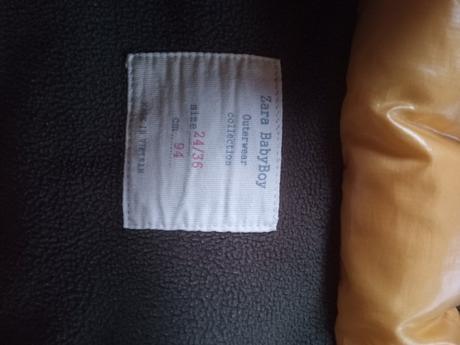 Zara BabyBoy
Outerwear
collection
size 24/36
cm. 94
MADE IN VIETNAM